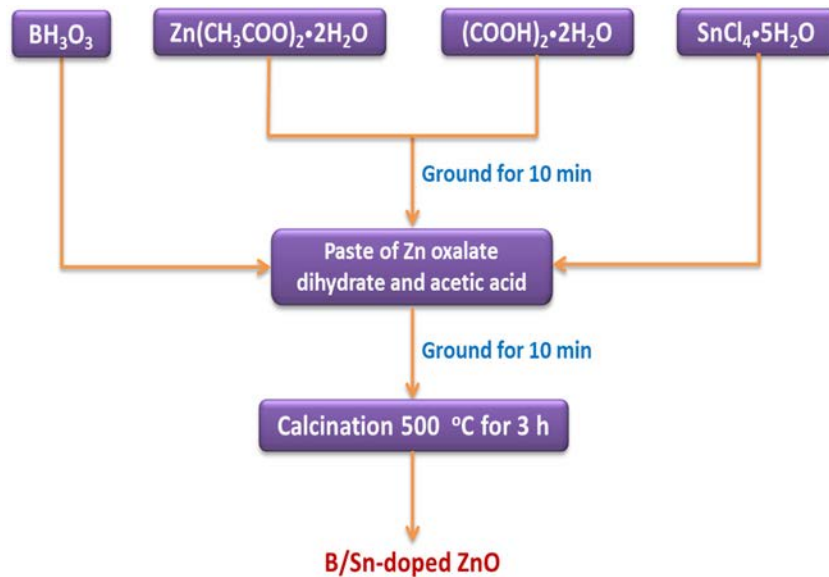 BH₃O₃
Zn(CH₃COO)₂•2H₂O
(COOH)₂•2H₂O
SnCl₄•5H₂O
Ground for 10 min
Paste of Zn oxalate
dihydrate and acetic acid
Ground for 10 min
Calcination 500 ºC for 3 h
B/Sn-doped ZnO